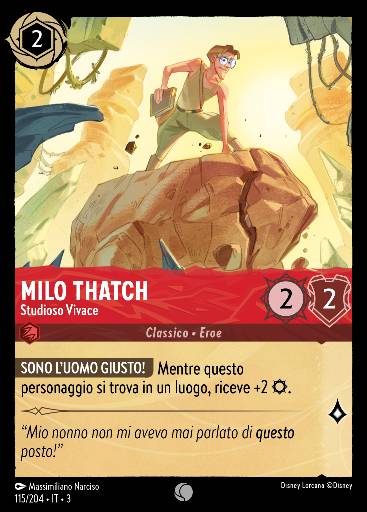 2
MILO THATCH
Studioso Vivace
2
2
Classico • Eroe
SONO L'UOMO GIUSTO! Mentre questo
personaggio si trova in un luogo, riceve +2 .
“Mio nonno non mi avevo mai parlato di questo
posto!”
Massimiliano Narciso
115/204 • IT • 3
Disney Lorcana ©Disney